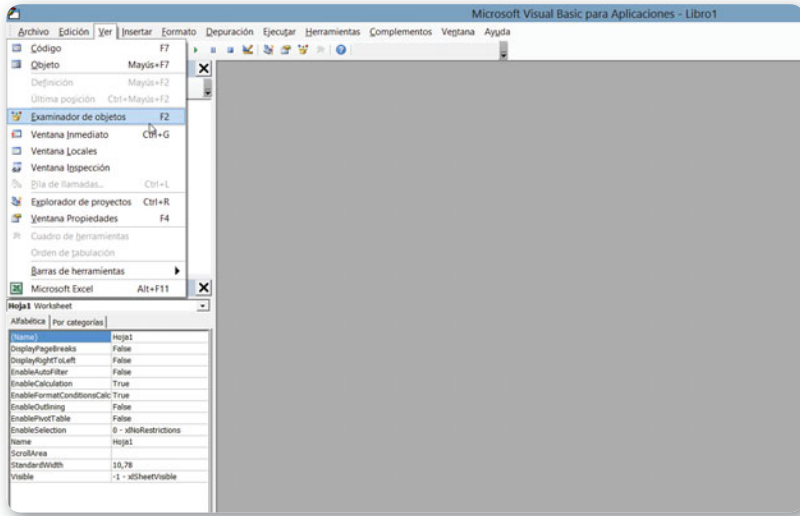 Microsoft Visual Basic para Aplicaciones - Libro1
Archivo Edición Ver Insertar Formato Depuración Ejecutar Herramientas Complementos Ventana Ayuda
Código F7
Objeto Mayús+F7
Definición Mayús+F2
Última posición Ctrl+Mayús+F2
Examinador de objetos F2
Ventana Inmediato Ctrl+G
Ventana Locales
Ventana Inspección
Pila de llamadas... Ctrl+L
Explorador de proyectos Ctrl+R
Ventana Propiedades F4
Cuadro de herramientas
Orden de tabulación
Barras de herramientas
Microsoft Excel Alt+F11
Hoja1 Worksheet
Alfabética Por categorías
(Name) Hoja1
DisplayPageBreaks False
DisplayRightToLeft False
EnableAutoFilter False
EnableCalculation True
EnableFormatConditionsCalc True
EnableOutlining False
EnablePivotTable False
EnableSelection 0 - xlNoRestrictions
Name Hoja1
ScrollArea
StandardWidth 10,78
Visible -1 - xlSheetVisible